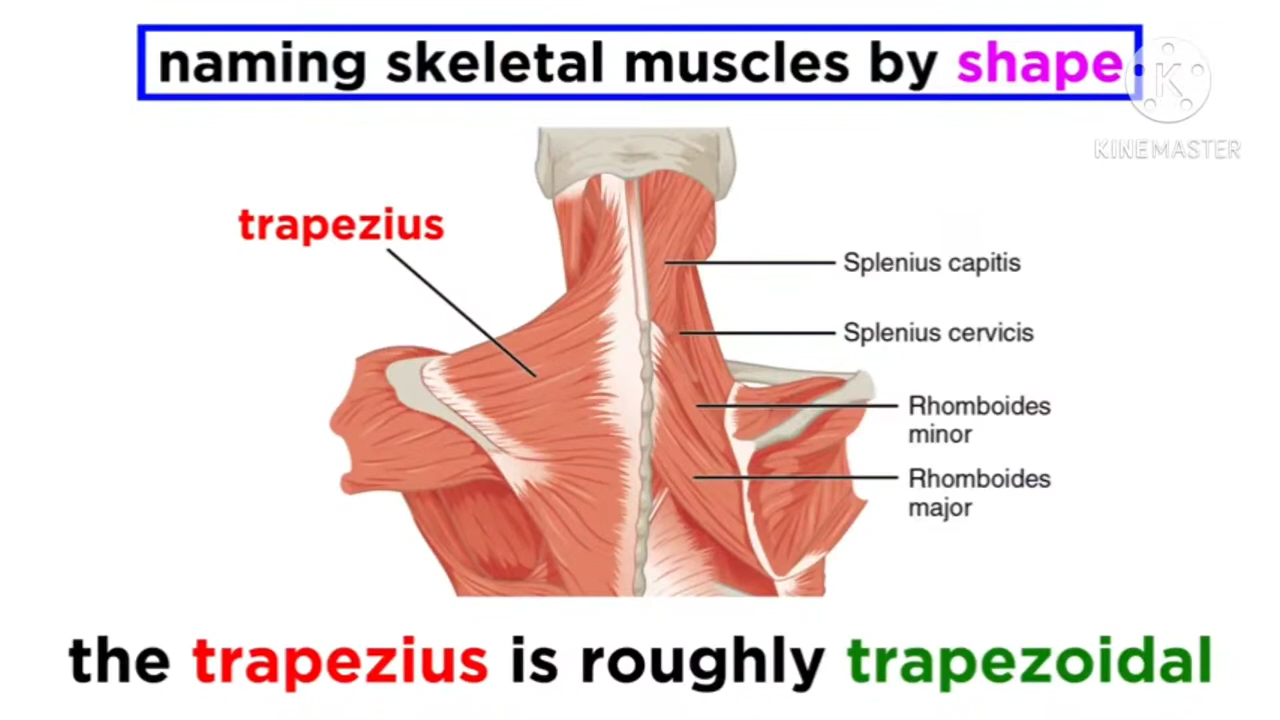 naming skeletal muscles by shape
K
KINEMASTER
trapezius
Splenius capitis
Splenius cervicis
Rhomboides
minor
Rhomboides
major
the trapezius is roughly trapezoidal